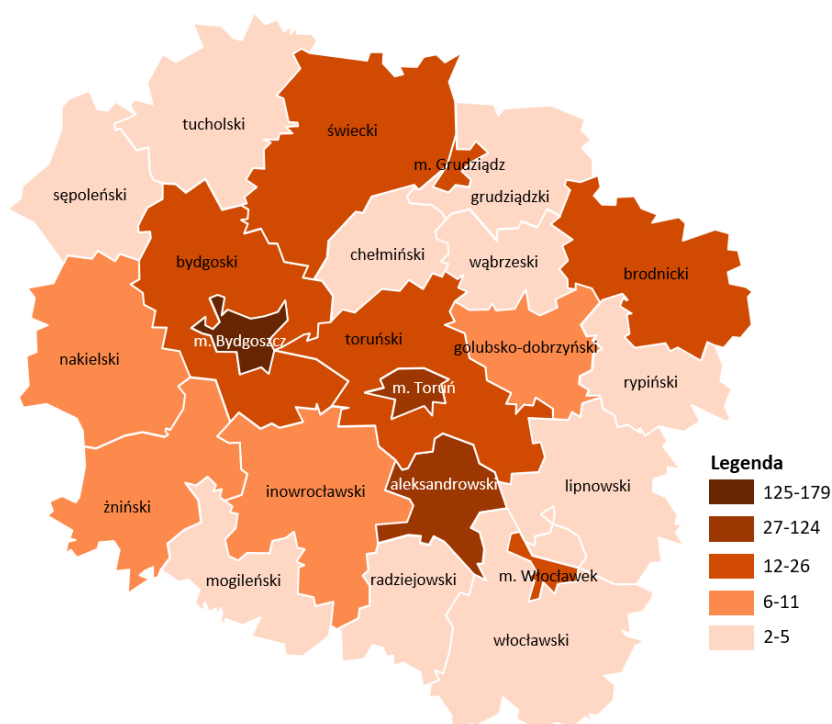 tucholski
świecki
m. Grudziądz
sępoleński
grudziądzki
chełmiński
bydgoski
wąbrzeski
brodnicki
m. Bydgoszcz
toruński
golubsko-dobrzyński
nakielski
m. Toruń
rypiński
aleksandrowski
lipnowski
inowrocławski
żniński
mogileński
radziejowski
m. Włocławek
włocławski
Legenda
125-179
27-124
12-26
6-11
2-5